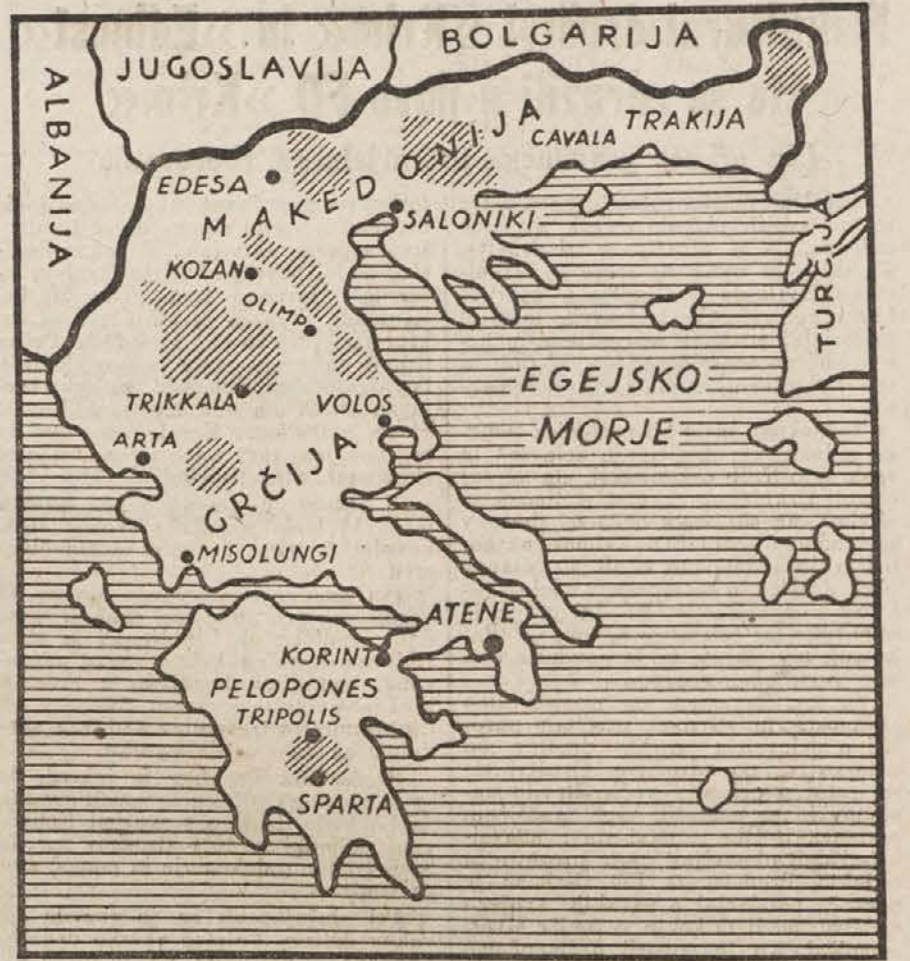 ALBANIJA
JUGOSLAVIJA
BOLGARIJA
MAKEDONIJA
CAVALA
TRAKIJA
EDESA
SALONIKI
KOZAN
OLIMP
TURČIJA
EGEJSKO
MORJE
TRIKKALA
VOLOS
ARTA
GRČIJA
MISOLUNGI
ATENE
KORINT
PELOPONES
TRIPOLIS
SPARTA